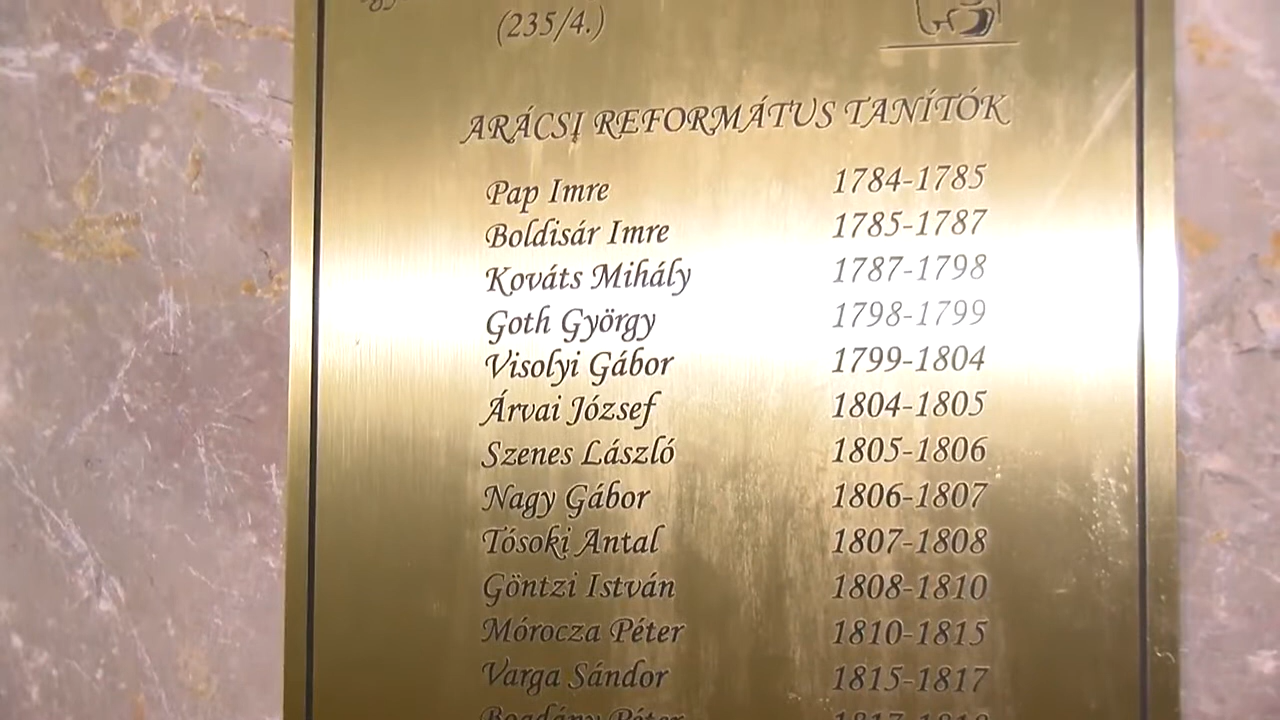 (235/4.)
ARÁCSI REFORMÁTUS TANÍTÓK
Pap Imre 1784-1785
Boldisár Imre 1785-1787
Kováts Mihály 1787-1798
Goth György 1798-1799
Visolyi Gábor 1799-1804
Árvai József 1804-1805
Szenes László 1805-1806
Nagy Gábor 1806-1807
Tósoki Antal 1807-1808
Göntzi István 1808-1810
Mórocza Péter 1810-1815
Varga Sándor 1815-1817
Bogdány Péter